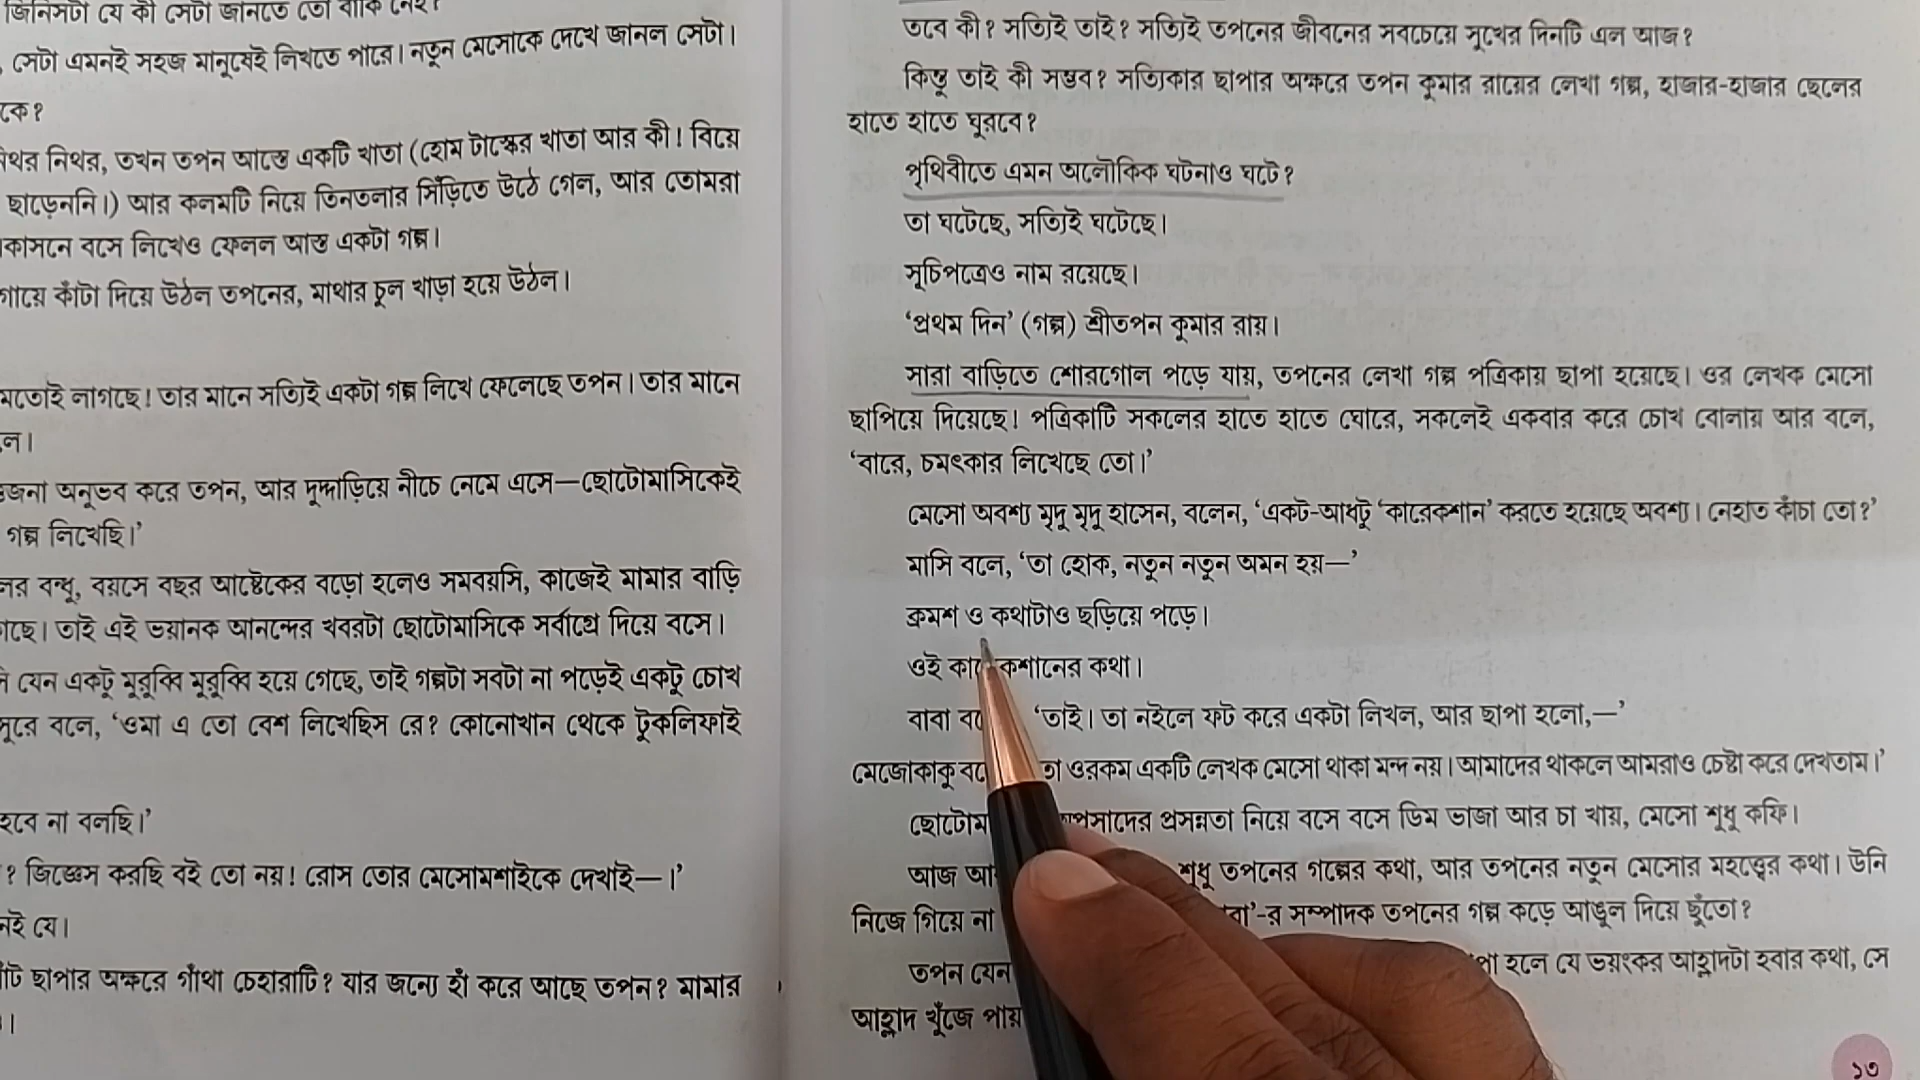 জিনিসটা যে কী সেটা জানতে তো বাকি নেই।
সেটা এমনই সহজ মানুষেই লিখতে পারে। নতুন মেসোকে দেখে জানল সেটা।
কে?
নিথর নিথর, তখন তপন আস্তে একটি খাতা (হোম টাস্কের খাতা আর কী! বিয়ে
ছাড়েননি।) আর কলমটি নিয়ে তিনতলার সিঁড়িতে উঠে গেল, আর তোমরা
কাসনে বসে লিখেও ফেলল আস্ত একটা গল্প।
গায়ে কাঁটা দিয়ে উঠল তপনের, মাথার চুল খাড়া হয়ে উঠল।
মতোই লাগছে! তার মানে সত্যিই একটা গল্প লিখে ফেলেছে তপন। তার মানে
ল।
জেনা অনুভব করে তপন, আর দুদ্দাড়িয়ে নীচে নেমে এসে—ছোটোমাসিকেই
গল্প লিখেছি।’
লর বন্ধু, বয়সে বছর আষ্টেকের বড়ো হলেও সমবয়সি, কাজেই মামার বাড়ি
ছে। তাই এই ভয়ানক আনন্দের খবরটা ছোটোমাসিকে সর্বাগ্রে দিয়ে বসে।
যেন একটু মুরুব্বি মুরুব্বি হয়ে গেছে, তাই গল্পটা সবটা না পড়েই একটু চোখ
সুরে বলে, ‘ওমা এ তো বেশ লিখেছিস রে? কোনোখান থেকে টুকলিফাই
হবে না বলছি।’
? জিজ্ঞেস করছি বই তো নয়! রোস তোর মেসোমশাইকে দেখাই—।’
লই যে।
টি ছাপার অক্ষরে গাঁথা চেহারাটি? যার জন্যে হাঁ করে আছে তপন? মামার
।
তবে কী? সত্যিই তাই? সত্যিই তপনের জীবনের সবচেয়ে সুখের দিনটি এল আজ?
কিন্তু তাই কী সম্ভব? সত্যিকার ছাপার অক্ষরে তপন কুমার রায়ের লেখা গল্প, হাজার-হাজার ছেলের
হাতে হাতে ঘুরবে?
পৃথিবীতে এমন অলৌকিক ঘটনাও ঘটে?
তা ঘটেছে, সত্যিই ঘটেছে।
সূচিপত্রেও নাম রয়েছে।
‘প্রথম দিন’ (গল্প) শ্রীতপন কুমার রায়।
সারা বাড়িতে শোরগোল পড়ে যায়, তপনের লেখা গল্প পত্রিকায় ছাপা হয়েছে। ওর লেখক মেসো
ছাপিয়ে দিয়েছে। পত্রিকাটি সকলের হাতে হাতে ঘোরে, সকলেই একবার করে চোখ বোলায় আর বলে,
‘বারে, চমৎকার লিখেছে তো।’
মেসো অবশ্য মৃদু মৃদু হাসেন, বলেন, ‘একট-আধটু ‘কারেকশান’ করতে হয়েছে অবশ্য। নেহাত কাঁচা তো?’
মাসি বলে, ‘তা হোক, নতুন নতুন অমন হয়—’
ক্রমশ ও কথাটাও ছড়িয়ে পড়ে।
ওই কারেকশানের কথা।
বাবা ব ‘তাই। তা নইলে ফট করে একটা লিখল, আর ছাপা হলো,—’
মেজোকাকু ব তা ওরকম একটি লেখক মেসো থাকা মন্দ নয়। আমাদের থাকলে আমরাও চেষ্টা করে দেখতাম।’
ছোটোম প্রসাদের প্রসন্নতা নিয়ে বসে বসে ডিম ভাজা আর চা খায়, মেসো শুধু কফি।
আজ আ শুধু তপনের গল্পের কথা, আর তপনের নতুন মেসোর মহত্ত্বের কথা। উনি
নিজে গিয়ে না রা’-র সম্পাদক তপনের গল্প কড়ে আঙুল দিয়ে ছুঁতো?
তপন যেন পা হলে যে ভয়ংকর আহ্লাদটা হবার কথা, সে
আহ্লাদ খুঁজে পায়
১৩